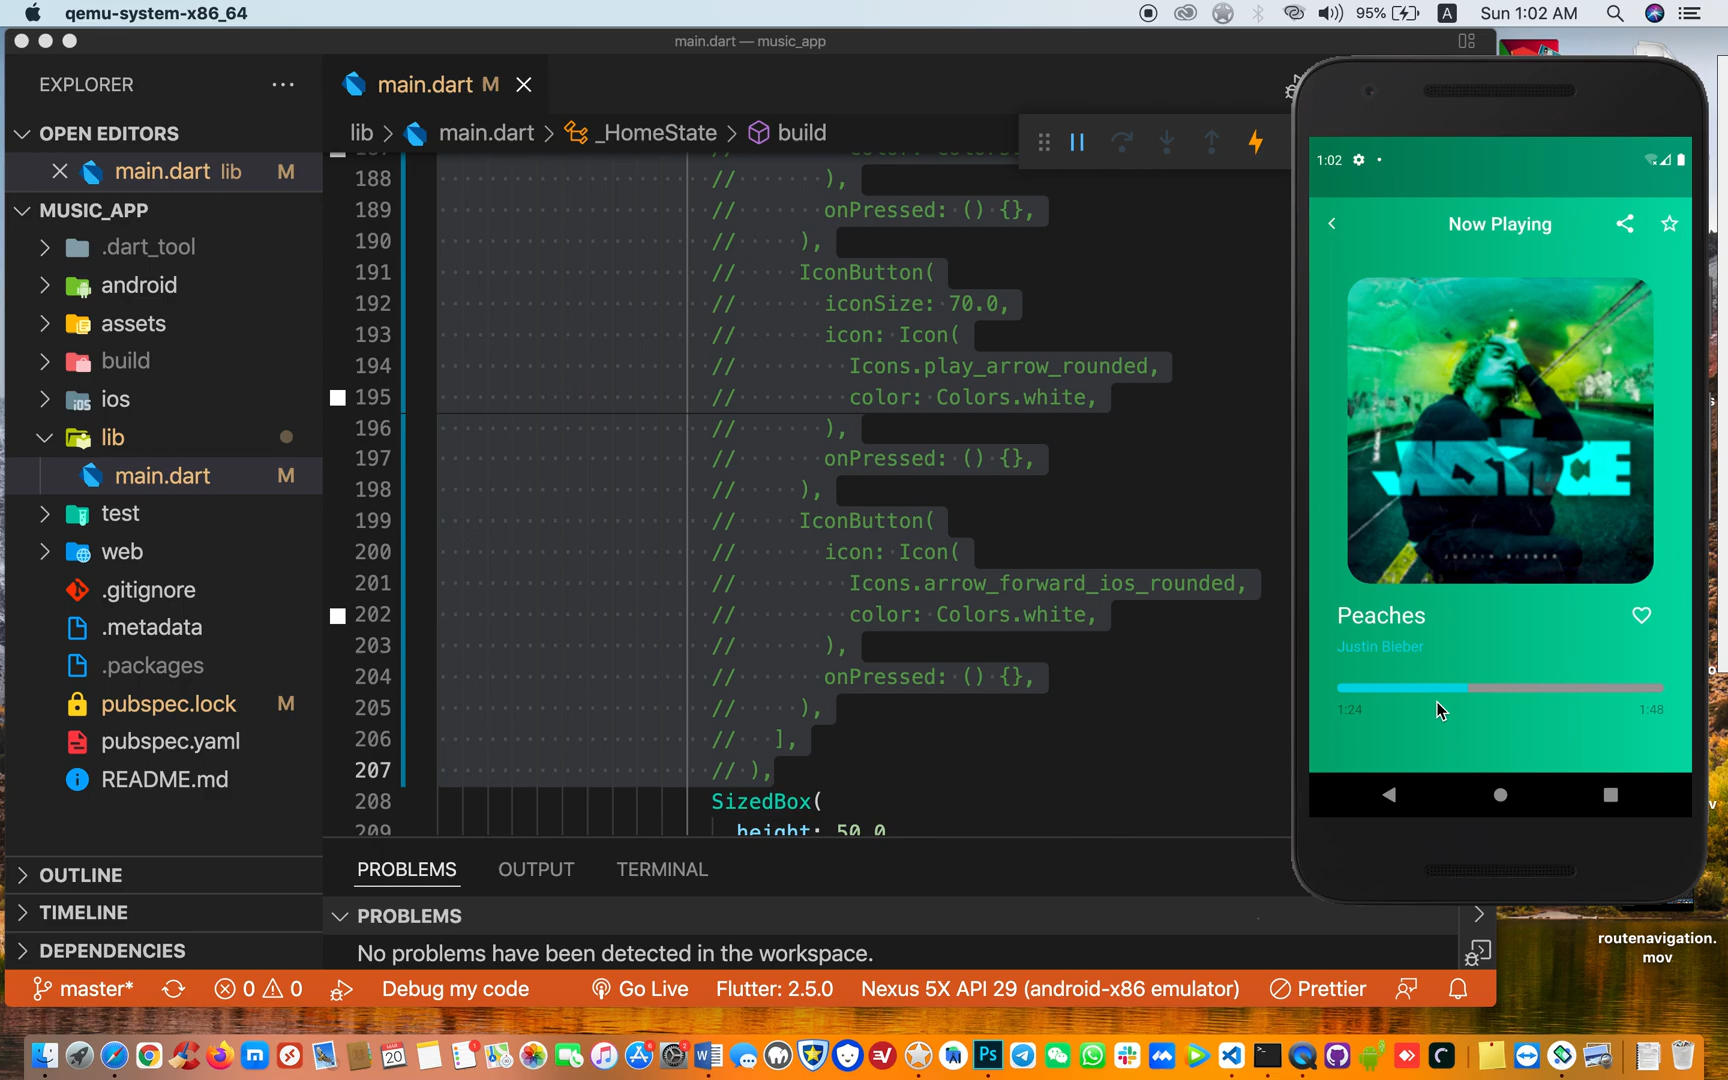 qemu-system-x86_64
95%
A
Sun 1:02 AM
main.dart — music_app
EXPLORER
main.dart M
OPEN EDITORS
lib > main.dart > _HomeState > build
main.dart lib M
188 // ),
MUSIC_APP
189 // onPressed: () {},
.dart_tool
190 // ),
191 // IconButton(
android
192 // iconSize: 70.0,
assets
193 // icon: Icon(
build
194 // Icons.play_arrow_rounded,
ios
195 // color: Colors.white,
196 // ),
lib
197 // onPressed: () {},
main.dart M
198 // ),
test
199 // IconButton(
web
200 // icon: Icon(
.gitignore
201 // Icons.arrow_forward_ios_rounded,
202 // color: Colors.white,
.metadata
203 // ),
.packages
204 // onPressed: () {},
pubspec.lock M
205 // ),
pubspec.yaml
206 // ],
207 // ),
README.md
208 SizedBox(
209 height: 50.0
OUTLINE
TIMELINE
DEPENDENCIES
PROBLEMS OUTPUT TERMINAL
PROBLEMS
No problems have been detected in the workspace.
1:02
Now Playing
JUSTICE
JUSTIN BIEBER
Peaches
Justin Bieber
1:24 1:48
routenavigation.
mov
master* 0 0 Debug my code Go Live Flutter: 2.5.0 Nexus 5X API 29 (android-x86 emulator) Prettier
MAR
20
Ps